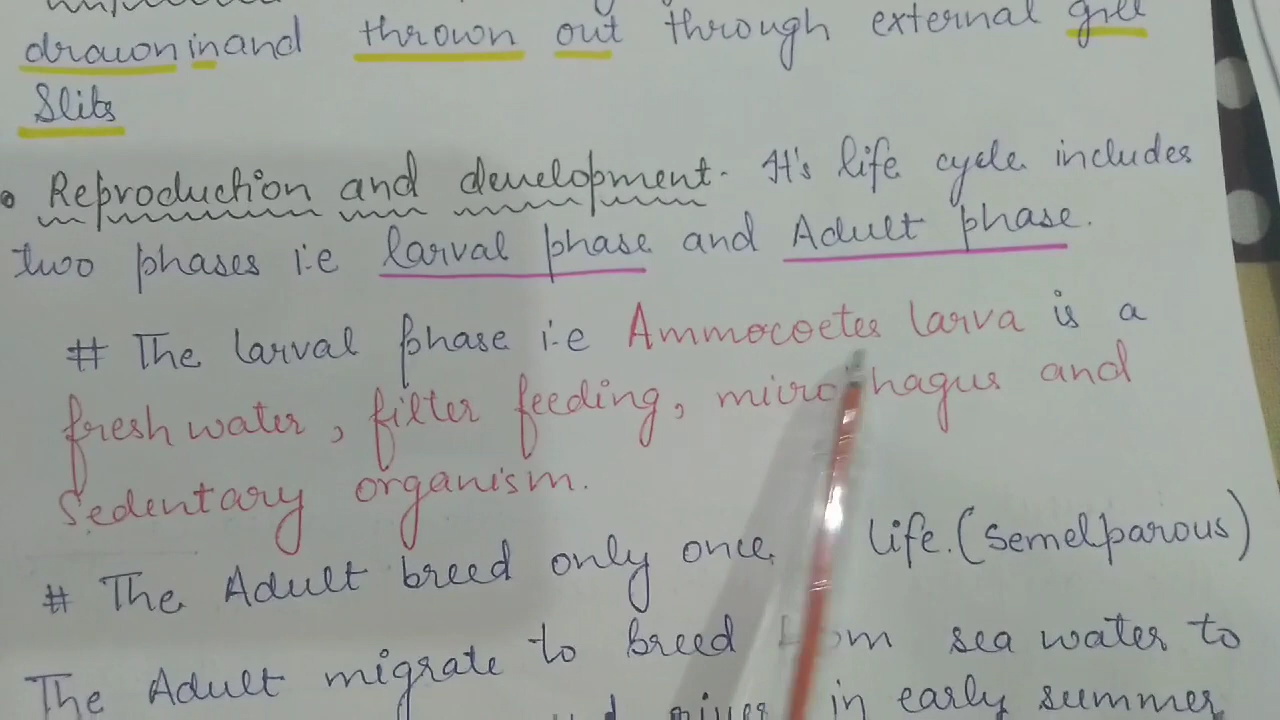 drawn in and thrown out through external gill
Slits
• Reproduction and development. It's life cycle includes
two phases i.e larval phase and Adult phase.
# The larval phase i.e Ammocoetes larva is a
fresh water, filter feeding, microphagus and
Sedentary organism.
# The Adult breed only once life. (Semelparous)
The Adult migrate to breed from sea water to
in early summer